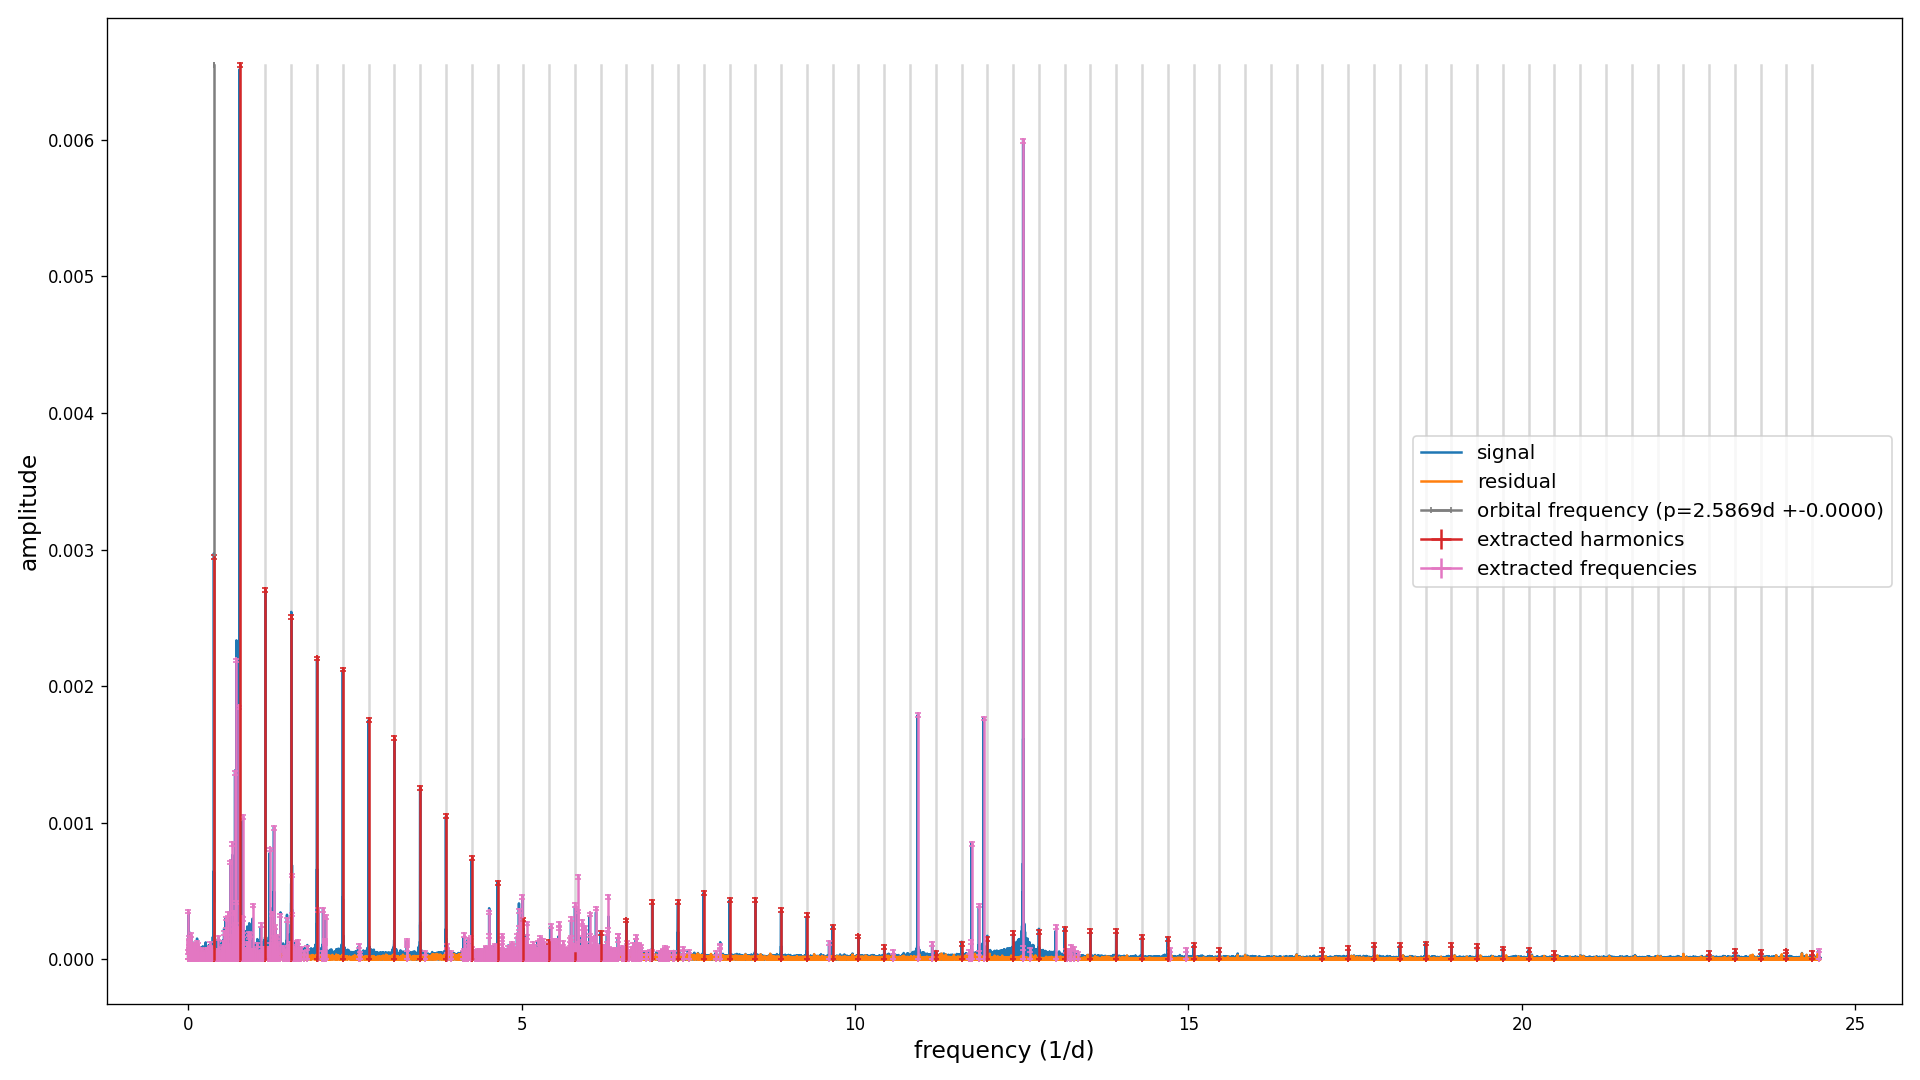 0.006
0.005
0.004
0.003
0.002
0.001
0.000
amplitude
signal
residual
orbital frequency (p=2.5869d +-0.0000)
extracted harmonics
extracted frequencies
0 5 10 15 20 25
frequency (1/d)